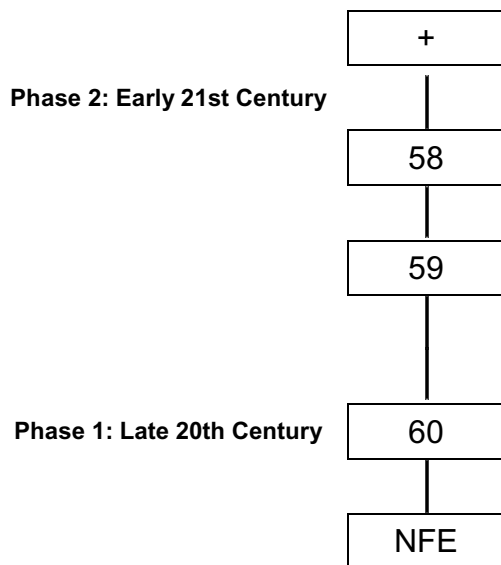 +
Phase 2: Early 21st Century
58
59
Phase 1: Late 20th Century
60
NFE